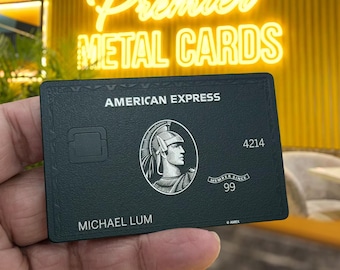 Premier
METAL CARDS
AMERICAN EXPRESS
4214
MEMBER SINCE
99
MICHAEL LUM